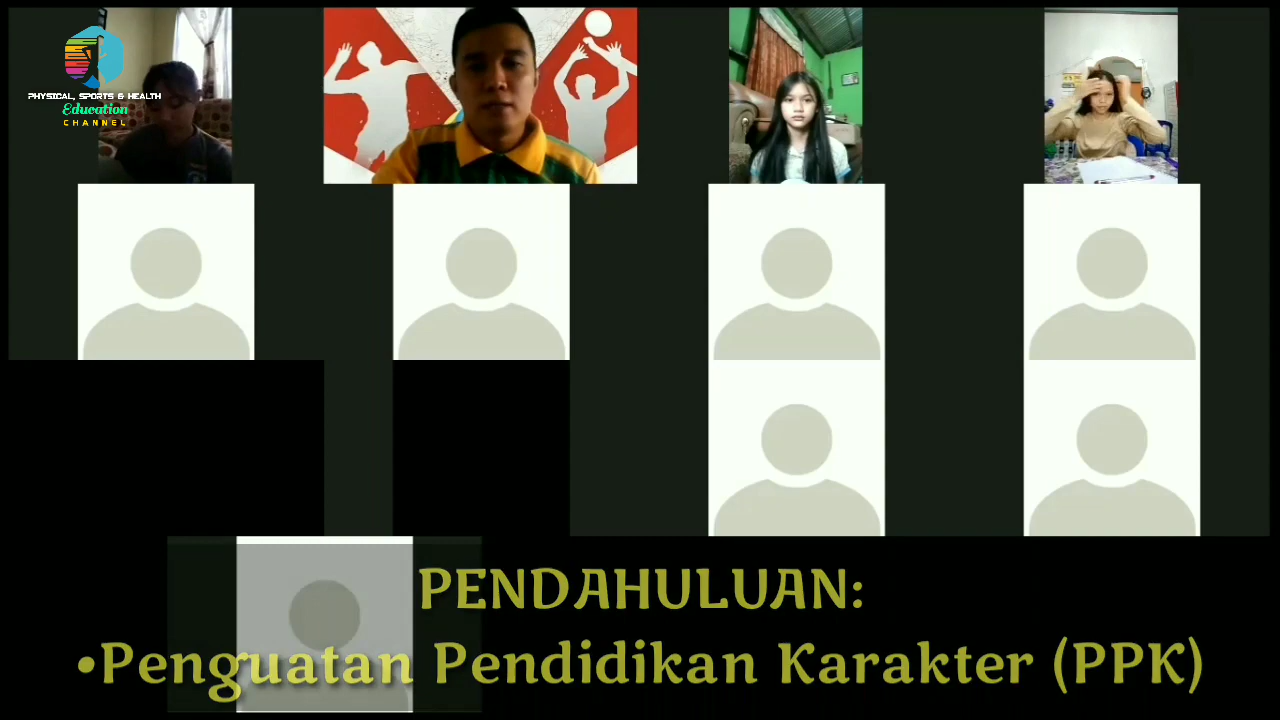 PHYSICAL, SPORTS & HEALTH
Education
CHANNEL
PENDAHULUAN:
•Penguatan Pendidikan Karakter (PPK)